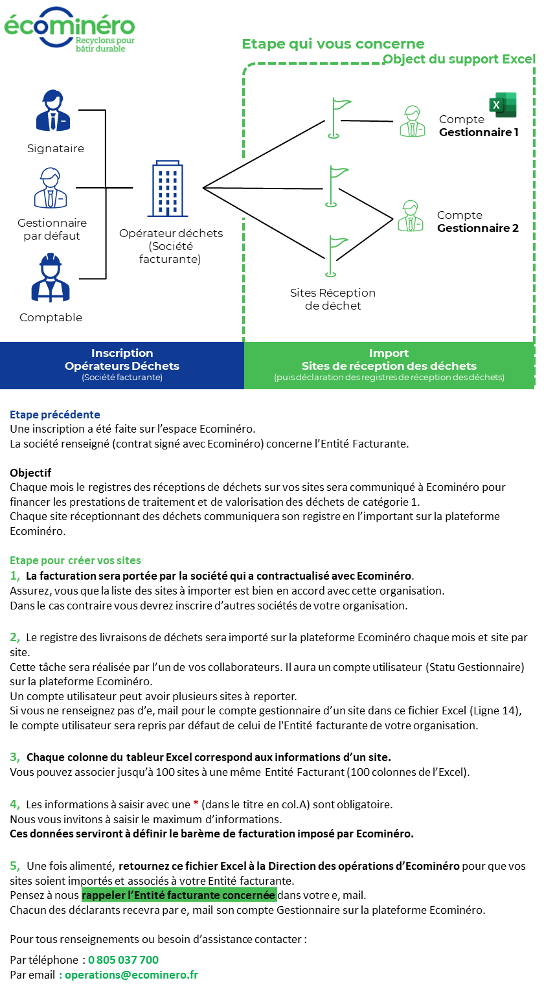 écominéro
Recyclons pour
bâtir durable
Etape qui vous concerne
Object du support Excel
Signataire
Gestionnaire
par défaut
Comptable
Opérateur déchets
(Société
facturante)
X
Compte
Gestionnaire 1
Compte
Gestionnaire 2
Sites Réception
de déchet
Inscription
Opérateurs Déchets
(Société facturante)
Import
Sites de réception des déchets
(puis déclaration des registres de réception des déchets)
Etape précédente
Une inscription a été faite sur l’espace Ecominéro.
La société renseigné (contrat signé avec Ecominéro) concerne l’Entité Facturante.
Objectif
Chaque mois le registres des réceptions de déchets sur vos sites sera communiqué à Ecominéro pour
financer les prestations de traitement et de valorisation des déchets de catégorie 1.
Chaque site réceptionnant des déchets communiquera son registre en l’important sur la plateforme
Ecominéro.
Etape pour créer vos sites
1, La facturation sera portée par la société qui a contractualisé avec Ecominéro.
Assurez, vous que la liste des sites à importer est bien en accord avec cette organisation.
Dans le cas contraire vous devrez inscrire d’autres sociétés de votre organisation.
2, Le registre des livraisons de déchets sera importé sur la plateforme Ecominéro chaque mois et site par
site.
Cette tâche sera réalisée par l’un de vos collaborateurs. Il aura un compte utilisateur (Statu Gestionnaire)
sur la plateforme Ecominéro.
Un compte utilisateur peut avoir plusieurs sites à reporter.
Si vous ne renseignez pas d’e, mail pour le compte gestionnaire d’un site dans ce fichier Excel (Ligne 14),
le compte utilisateur sera repris par défaut de celui de l'Entité facturante de votre organisation.
3, Chaque colonne du tableur Excel correspond aux informations d’un site.
Vous pouvez associer jusqu’à 100 sites à une même Entité Facturant (100 colonnes de l’Excel).
4, Les informations à saisir avec une * (dans le titre en col.A) sont obligatoire.
Nous vous invitons à saisir le maximum d’informations.
Ces données serviront à définir le barème de facturation imposé par Ecominéro.
5, Une fois alimenté, retournez ce fichier Excel à la Direction des opérations d’Ecominéro pour que vos
sites soient importés et associés à votre Entité facturante.
Pensez à nous rappeler l’Entité facturante concernée dans votre e, mail.
Chacun des déclarants recevra par e, mail son compte Gestionnaire sur la plateforme Ecominéro.
Pour tous renseignements ou besoin d’assistance contacter :
Par téléphone : 0 805 037 700
Par email : operations@ecominero.fr